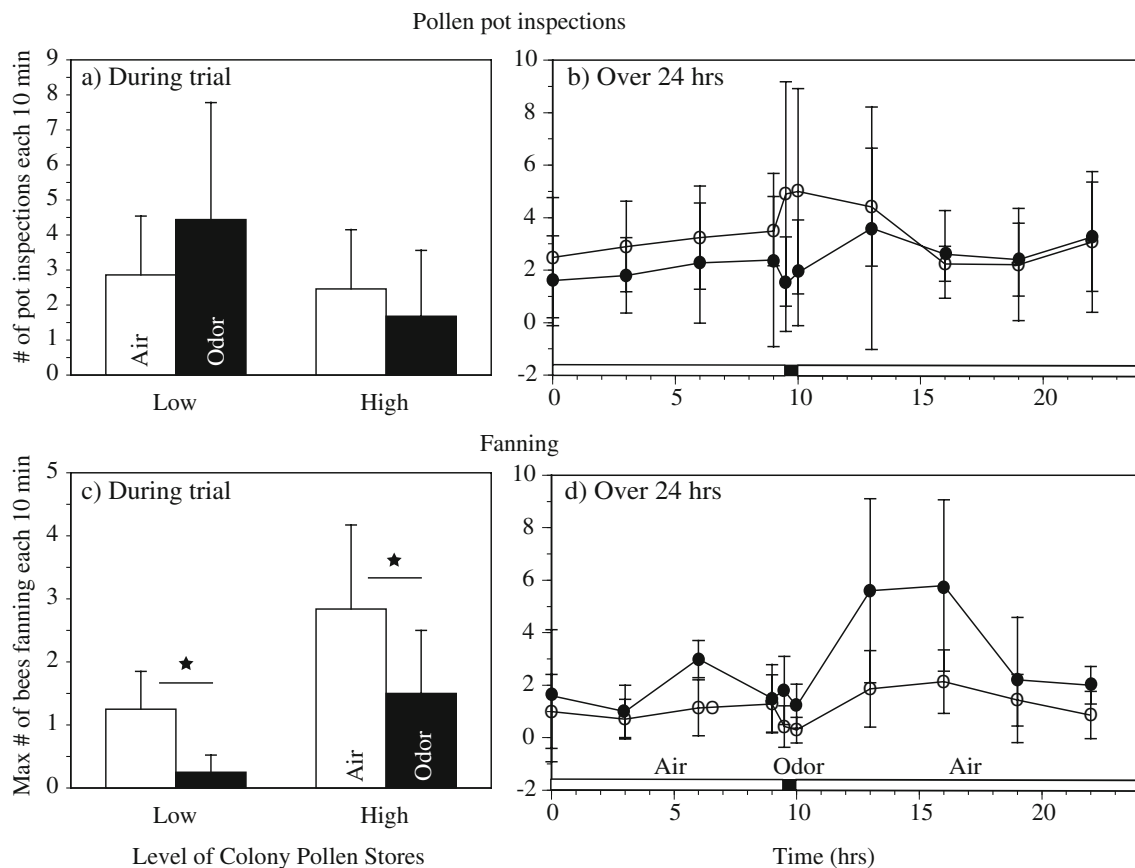 Pollen pot inspections
a) During trial
# of pot inspections each 10 min
9
8
7
6
5
4
3
2
1
0
Air
Odor
Low
High
b) Over 24 hrs
10
8
6
4
2
0
-2
0
5
10
15
20
Fanning
c) During trial
Max # of bees fanning each 10 min
5
4
3
2
1
0
Air
Odor
Low
High
Level of Colony Pollen Stores
d) Over 24 hrs
10
8
6
4
2
0
-2
Air
Odor
Air
0
5
10
15
20
Time (hrs)